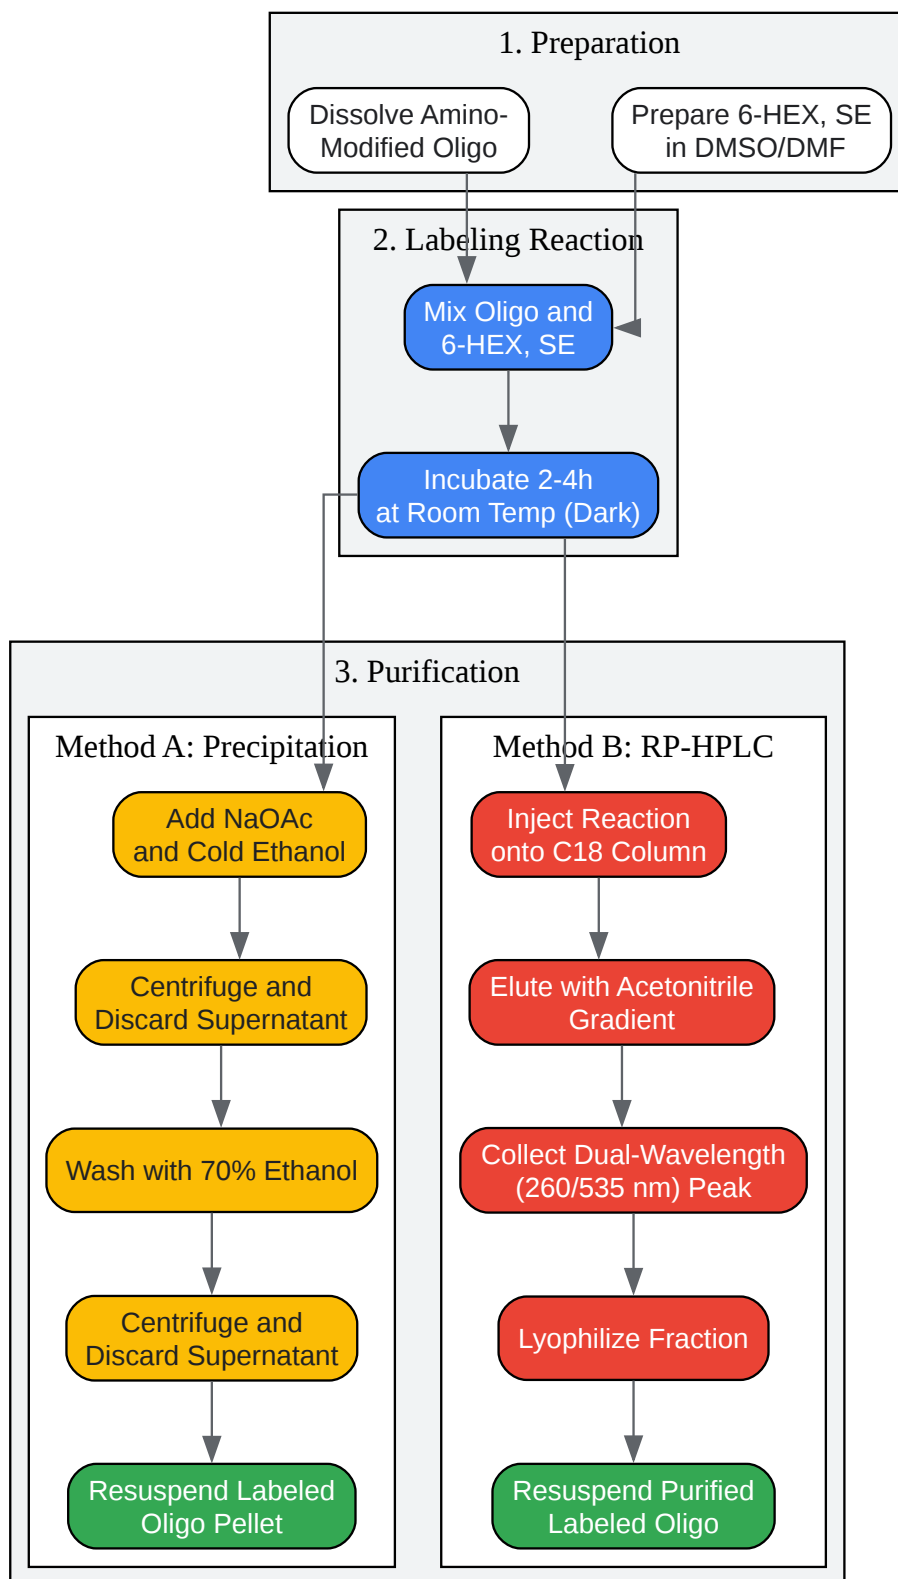 1. Preparation
Dissolve Amino-
Modified Oligo
Prepare 6-HEX, SE
in DMSO/DMF
2. Labeling Reaction
Mix Oligo and
6-HEX, SE
Incubate 2-4h
at Room Temp (Dark)
3. Purification
Method A: Precipitation
Add NaOAc
and Cold Ethanol
Centrifuge and
Discard Supernatant
Wash with 70% Ethanol
Centrifuge and
Discard Supernatant
Resuspend Labeled
Oligo Pellet
Method B: RP-HPLC
Inject Reaction
onto C18 Column
Elute with Acetonitrile
Gradient
Collect Dual-Wavelength
(260/535 nm) Peak
Lyophilize Fraction
Resuspend Purified
Labeled Oligo